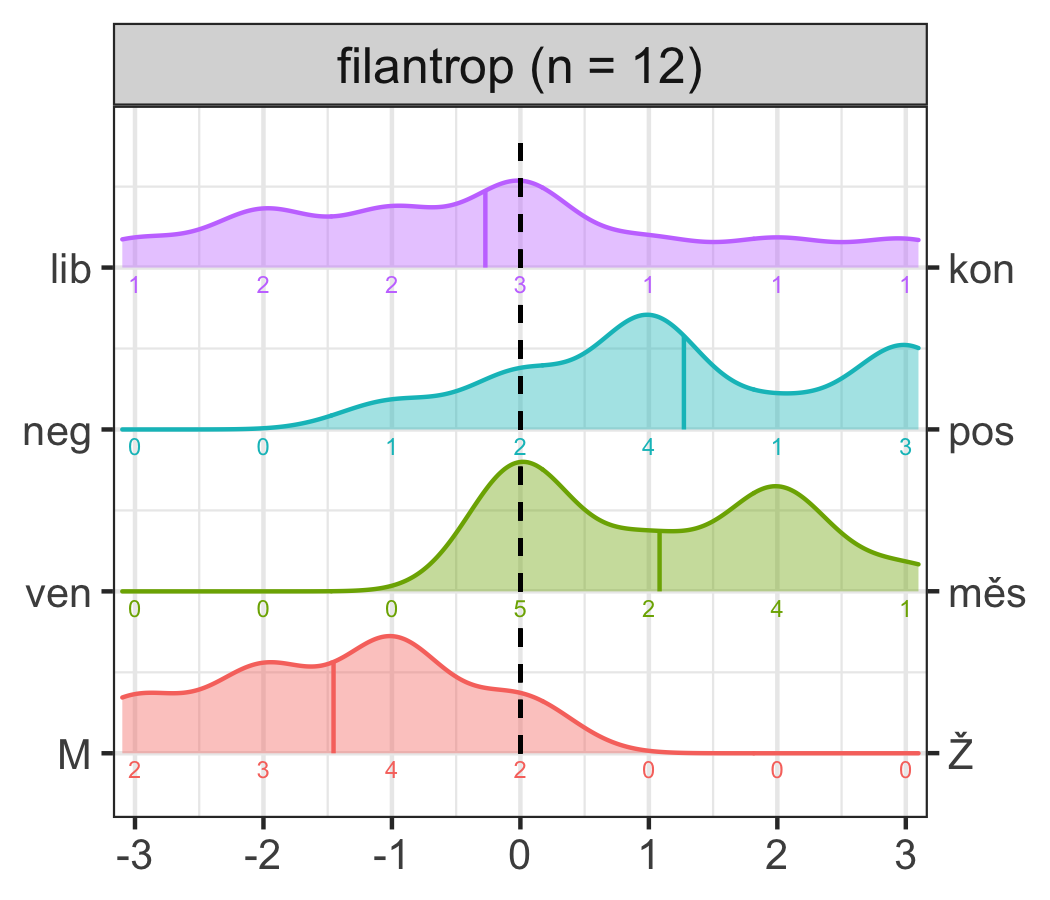 filantrop (n = 12)
lib kon
1 2 2 3 1 1 1
neg pos
0 0 1 2 4 1 3
ven měs
0 0 0 5 2 4 1
M Ž
2 3 4 2 0 0 0
-3 -2 -1 0 1 2 3